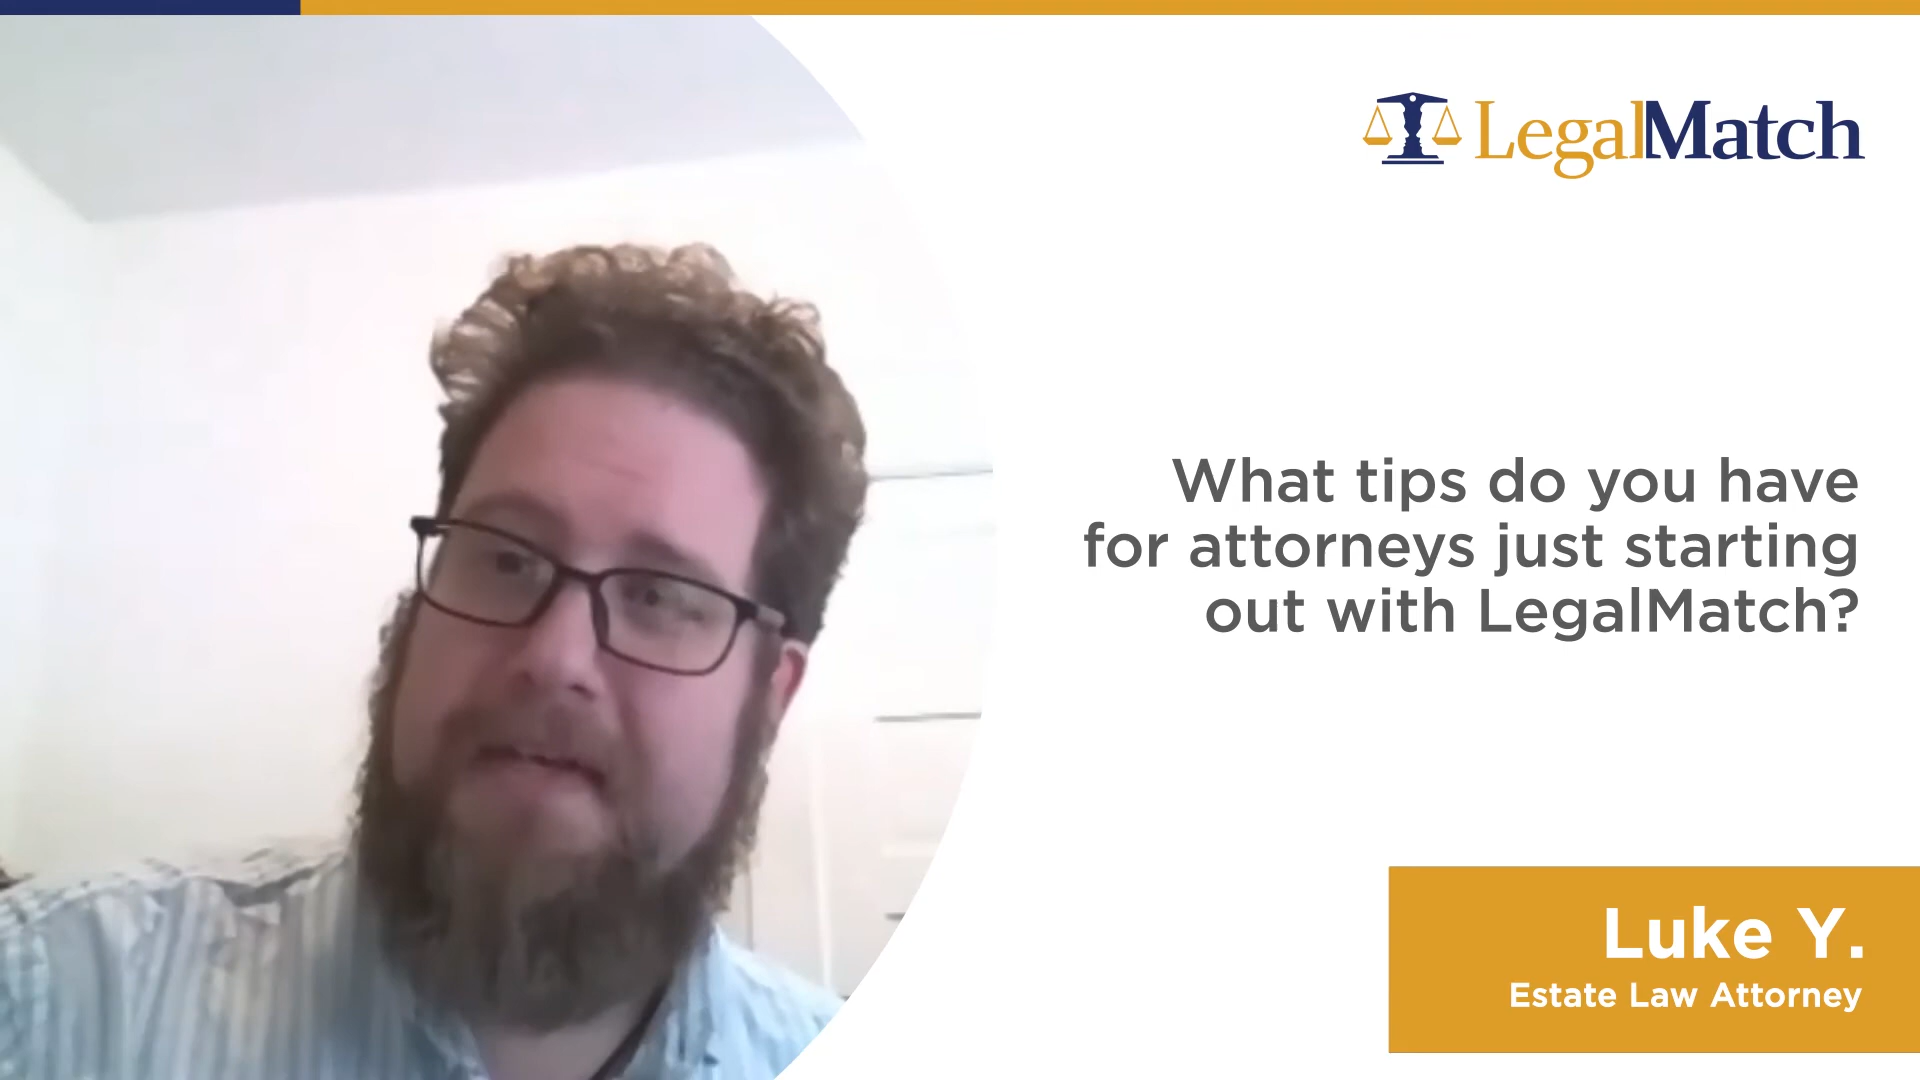 LegalMatch
What tips do you have
for attorneys just starting
out with LegalMatch?
Luke Y.
Estate Law Attorney